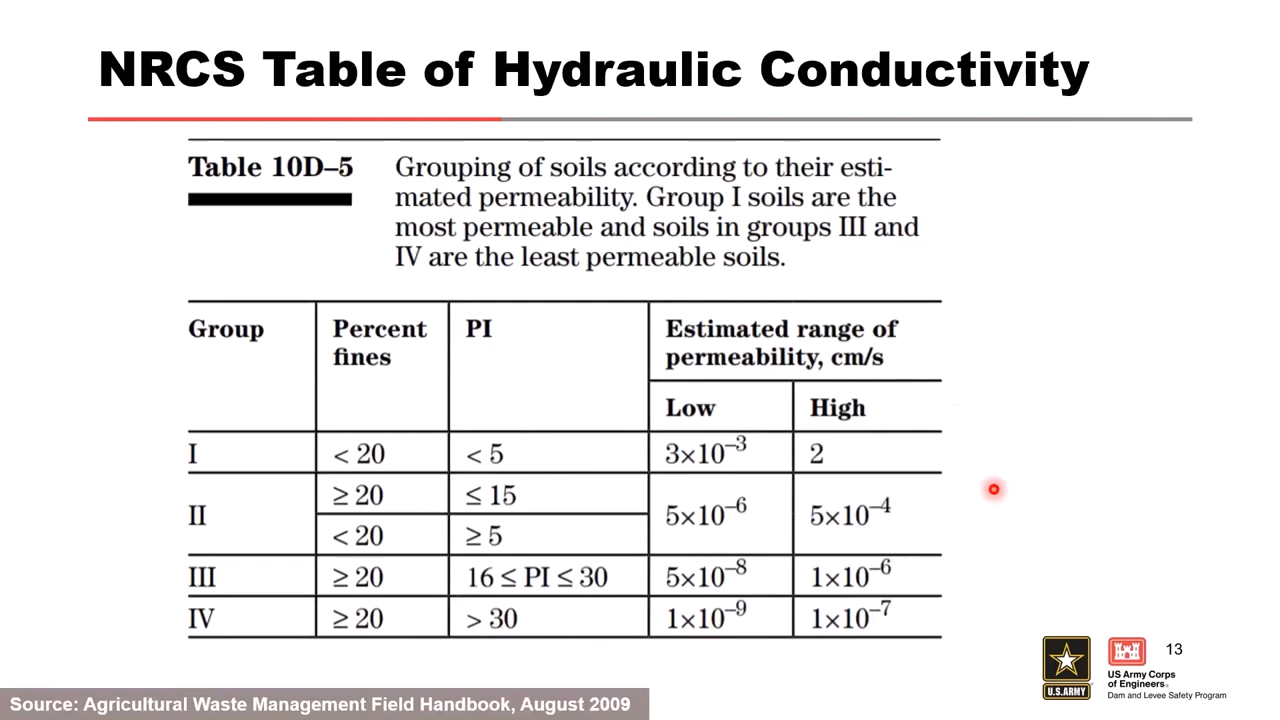 NRCS Table of Hydraulic Conductivity
Table 10D–5
Grouping of soils according to their esti-
mated permeability. Group I soils are the
most permeable and soils in groups III and
IV are the least permeable soils.
Group Percent fines PI Estimated range of permeability, cm/s
Low High
I < 20 < 5 3×10⁻³ 2
II ≥ 20 ≤ 15 5×10⁻⁶ 5×10⁻⁴
< 20 ≥ 5
III ≥ 20 16 ≤ PI ≤ 30 5×10⁻⁸ 1×10⁻⁶
IV ≥ 20 > 30 1×10⁻⁹ 1×10⁻⁷
U.S.ARMY
US Army Corps
of Engineers®
Dam and Levee Safety Program
13
Source: Agricultural Waste Management Field Handbook, August 2009